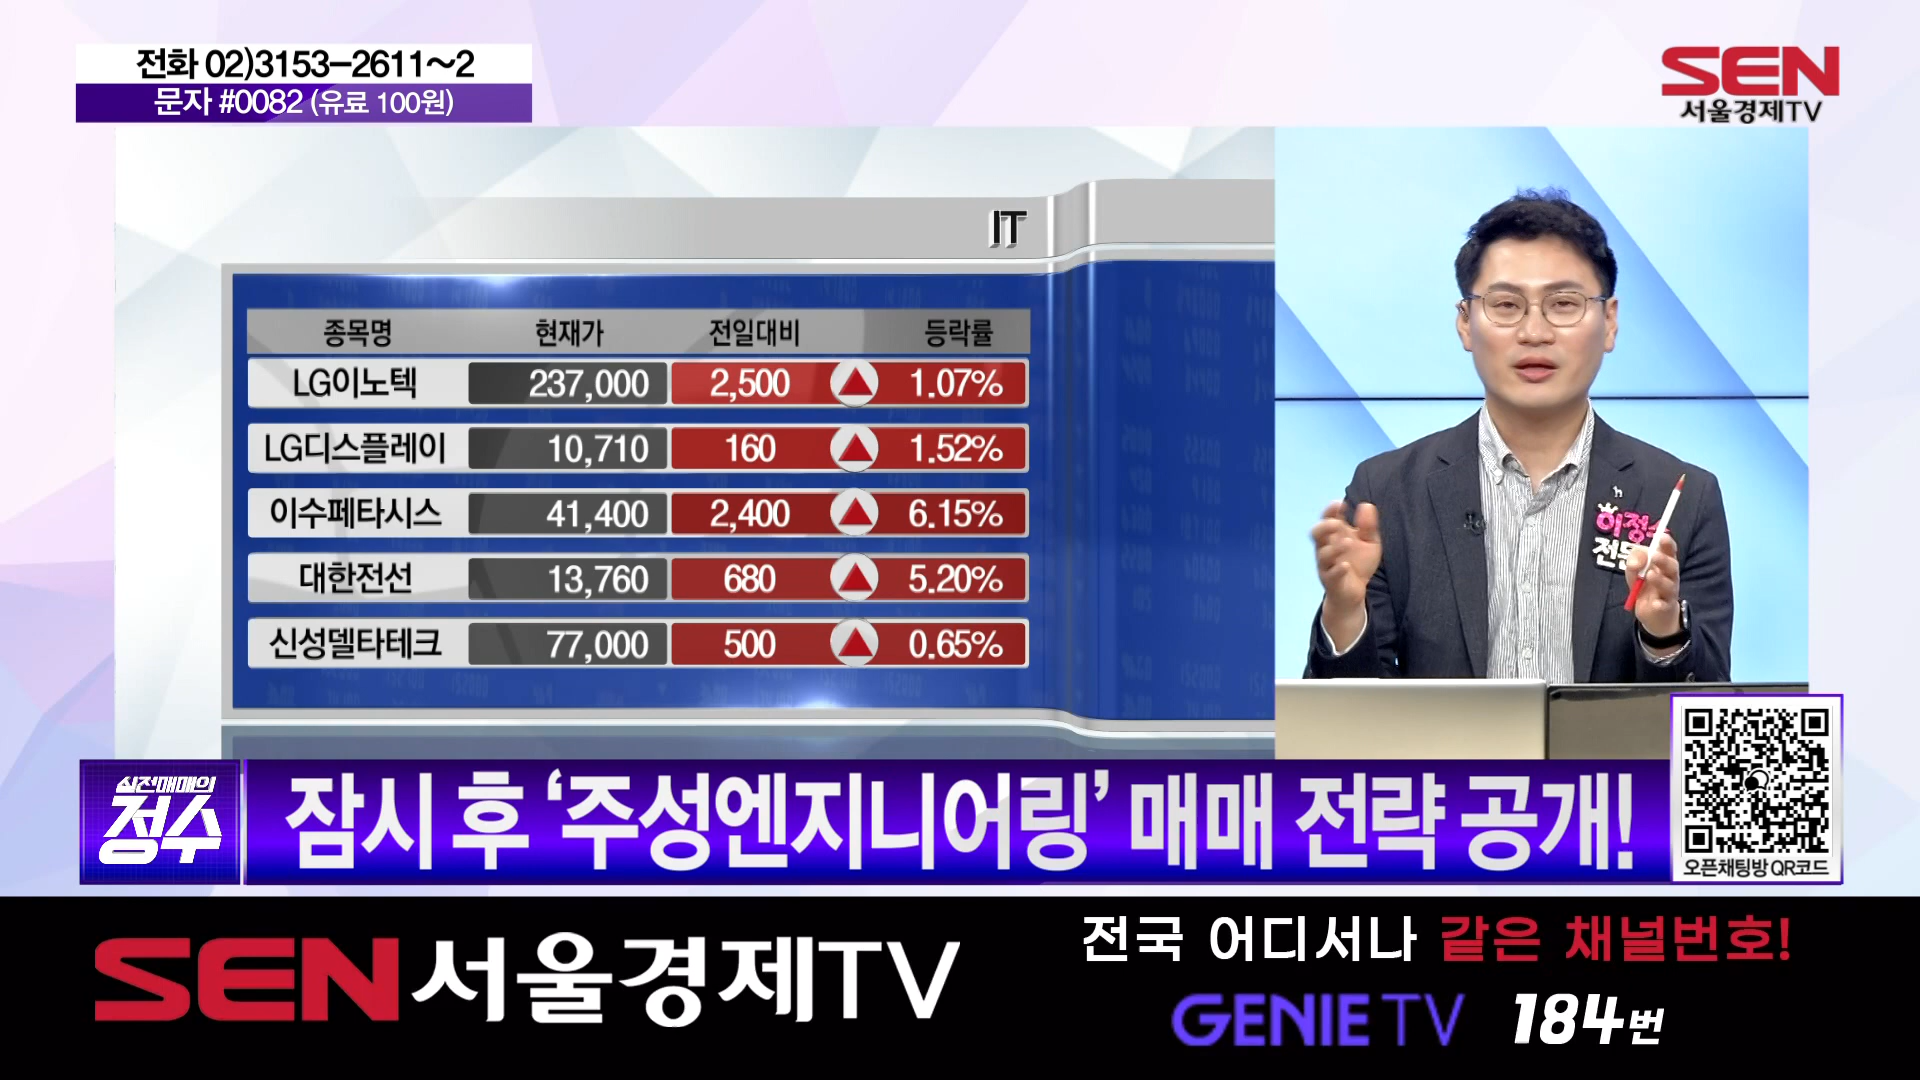 전화 02)3153-2611~2
문자 #0082 (유료 100원)
SEN
서울경제TV
IT
종목명 현재가 전일대비 등락률
LG이노텍 237,000 2,500 1.07%
LG디스플레이 10,710 160 1.52%
이수페타시스 41,400 2,400 6.15%
대한전선 13,760 680 5.20%
신성델타테크 77,000 500 0.65%
실전매매의
정수
잠시 후 ‘주성엔지니어링’ 매매 전략 공개!
오픈채팅방 QR코드
SEN서울경제TV
전국 어디서나 같은 채널번호!
GENIE TV 184번